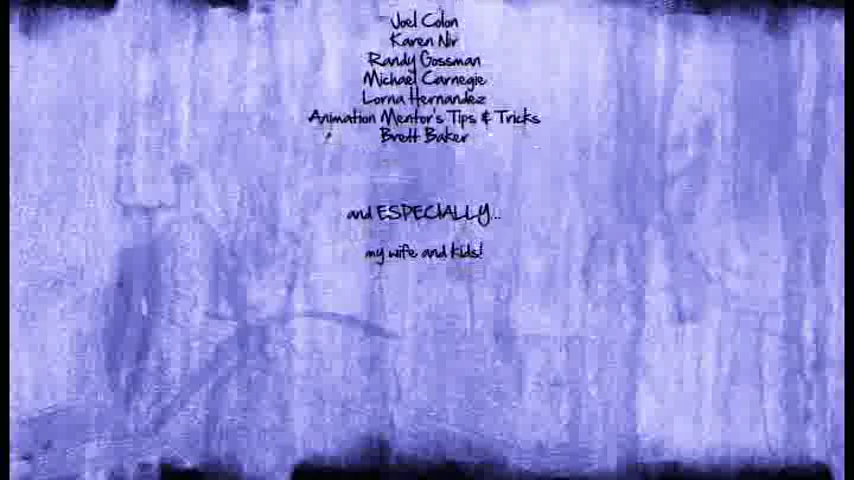 Joel Colon
Karen Nir
Randy Gossman
Michael Carnegie
Lorna Hernandez
Animation Mentor's Tips & Tricks
Brett Baker
and ESPECIALLY...
my wife and kids!